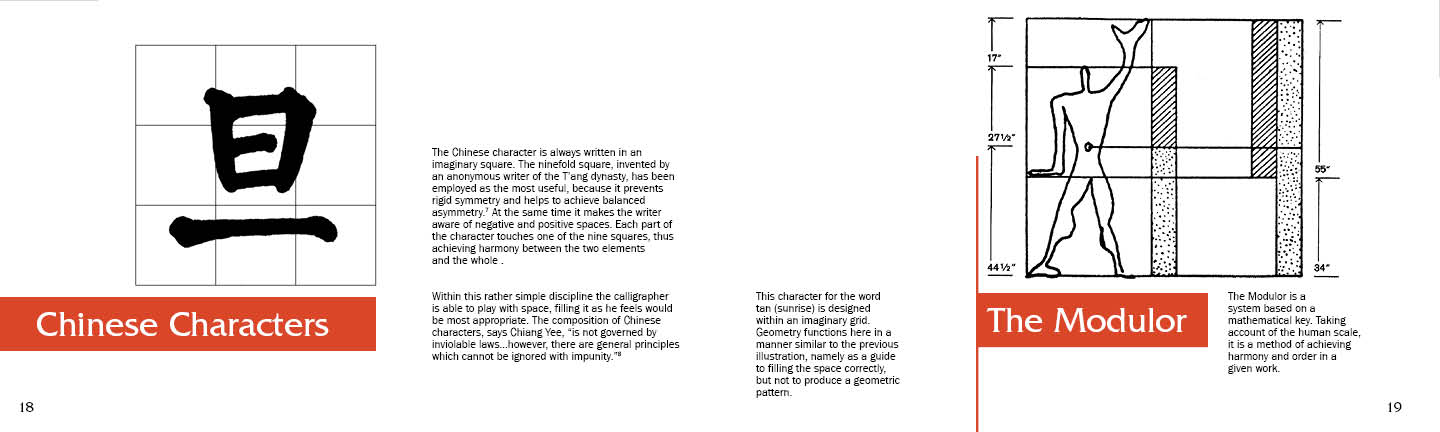 旦
Chinese Characters
The Chinese character is always written in an
imaginary square. The ninefold square, invented by
an anonymous writer of the T'ang dynasty, has been
employed as the most useful, because it prevents
rigid symmetry and helps to achieve balanced
asymmetry.⁷ At the same time it makes the writer
aware of negative and positive spaces. Each part of
the character touches one of the nine squares, thus
achieving harmony between the two elements
and the whole .
Within this rather simple discipline the calligrapher
is able to play with space, filling it as he feels would
be most appropriate. The composition of Chinese
characters, says Chiang Yee, “is not governed by
inviolable laws...however, there are general principles
which cannot be ignored with impunity.”⁸
18
This character for the word
tan (sunrise) is designed
within an imaginary grid.
Geometry functions here in a
manner similar to the previous
illustration, namely as a guide
to filling the space correctly,
but not to produce a geometric
pattern.
17"
27½"
44½"
55"
34"
The Modulor
The Modulor is a
system based on a
mathematical key. Taking
account of the human scale,
it is a method of achieving
harmony and order in a
given work.
19